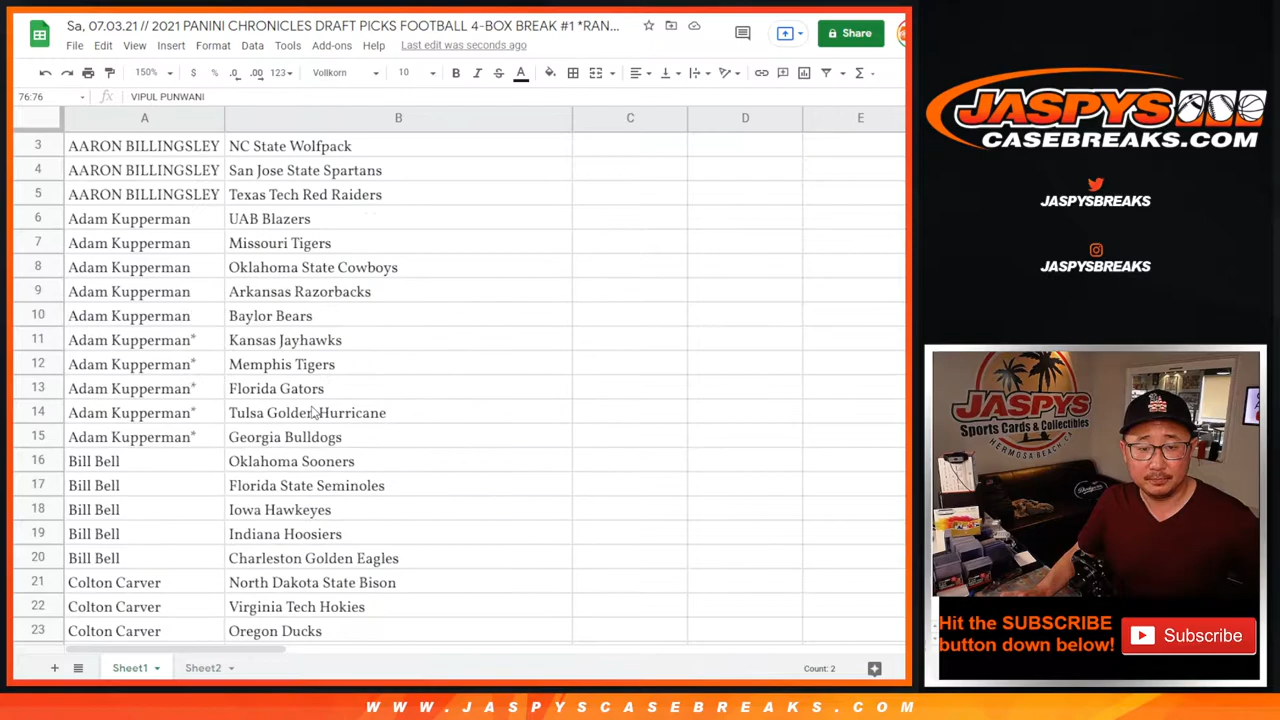 Sa, 07.03.21 // 2021 PANINI CHRONICLES DRAFT PICKS FOOTBALL 4-BOX BREAK #1 *RAN...
File Edit View Insert Format Data Tools Add-ons Help Last edit was seconds ago
Share
150% $ % .0 .00 123 Vollkorn 10 B I S A
76:76 fx VIPUL PUNWANI
A B C D E
3 AARON BILLINGSLEY NC State Wolfpack
4 AARON BILLINGSLEY San Jose State Spartans
5 AARON BILLINGSLEY Texas Tech Red Raiders
6 Adam Kupperman UAB Blazers
7 Adam Kupperman Missouri Tigers
8 Adam Kupperman Oklahoma State Cowboys
9 Adam Kupperman Arkansas Razorbacks
10 Adam Kupperman Baylor Bears
11 Adam Kupperman* Kansas Jayhawks
12 Adam Kupperman* Memphis Tigers
13 Adam Kupperman* Florida Gators
14 Adam Kupperman* Tulsa Golden Hurricane
15 Adam Kupperman* Georgia Bulldogs
16 Bill Bell Oklahoma Sooners
17 Bill Bell Florida State Seminoles
18 Bill Bell Iowa Hawkeyes
19 Bill Bell Indiana Hoosiers
20 Bill Bell Charleston Golden Eagles
21 Colton Carver North Dakota State Bison
22 Colton Carver Virginia Tech Hokies
23 Colton Carver Oregon Ducks
Sheet1 Sheet2 Count: 2
JASPYS
CASEBREAKS.COM
JASPYSBREAKS
JASPYSBREAKS
JASPYS
Sports Cards & Collectibles
HERMOSA BEACH CA
Hit the SUBSCRIBE
button down below!
Subscribe
WWW.JASPYSCASEBREAKS.COM